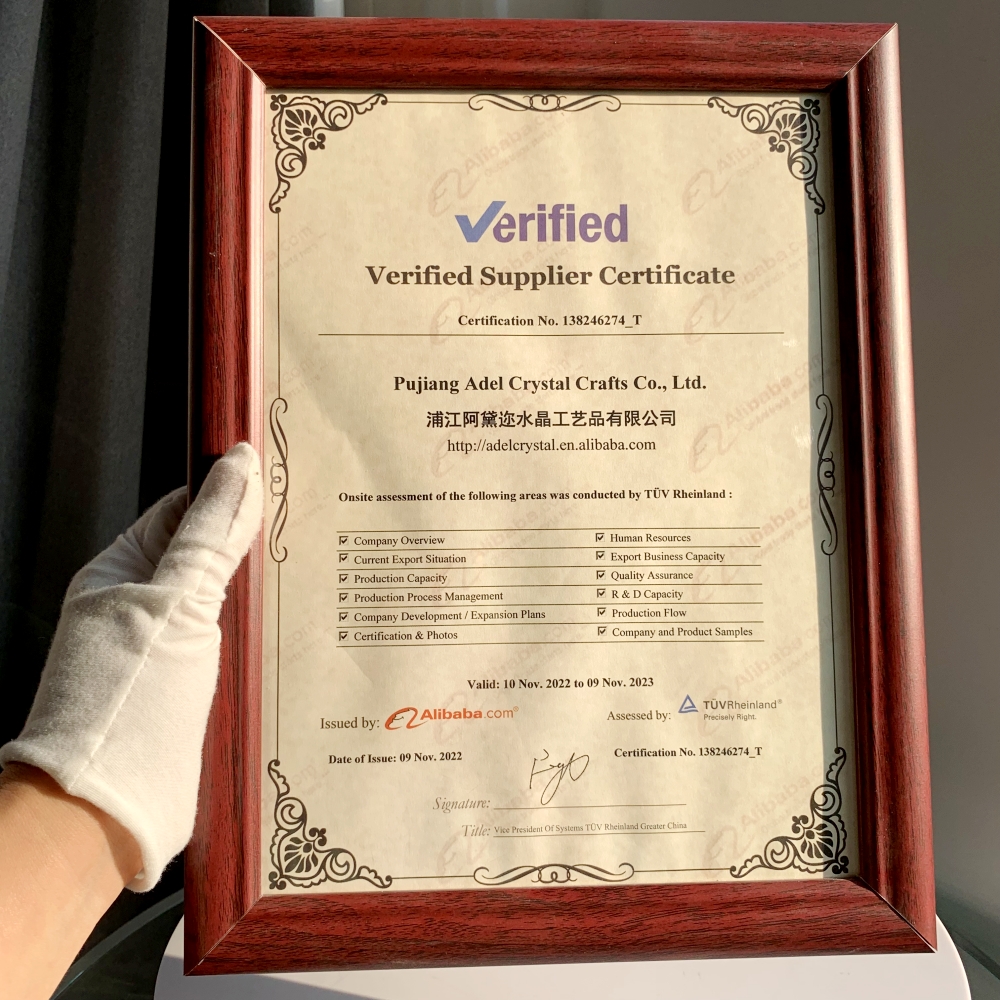 Verified
Verified Supplier Certificate
Certification No. 138246274_T
Pujiang Adel Crystal Crafts Co., Ltd.
浦江阿黛迩水晶工艺品有限公司
http://adelcrystal.en.alibaba.com
Onsite assessment of the following areas was conducted by TÜV Rheinland :
Company Overview
Human Resources
Current Export Situation
Export Business Capacity
Production Capacity
Quality Assurance
Production Process Management
R & D Capacity
Company Development / Expansion Plans
Production Flow
Certification & Photos
Company and Product Samples
Valid: 10 Nov. 2022 to 09 Nov. 2023
Issued by: Alibaba.com®
Assessed by: TÜVRheinland®
Precisely Right.
Date of Issue: 09 Nov. 2022
Certification No. 138246274_T
Signature:
Title: Vice President Of Systems TÜV Rheinland Greater China